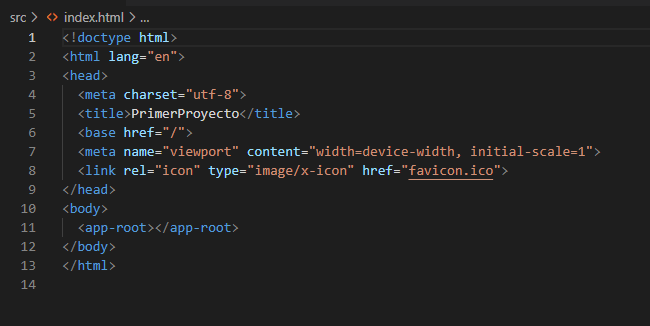 src > index.html > ...
1 <!doctype html>
2 <html lang="en">
3 <head>
4   <meta charset="utf-8">
5   <title>PrimerProyecto</title>
6   <base href="/">
7   <meta name="viewport" content="width=device-width, initial-scale=1">
8   <link rel="icon" type="image/x-icon" href="favicon.ico">
9 </head>
10 <body>
11   <app-root></app-root>
12 </body>
13 </html>
14